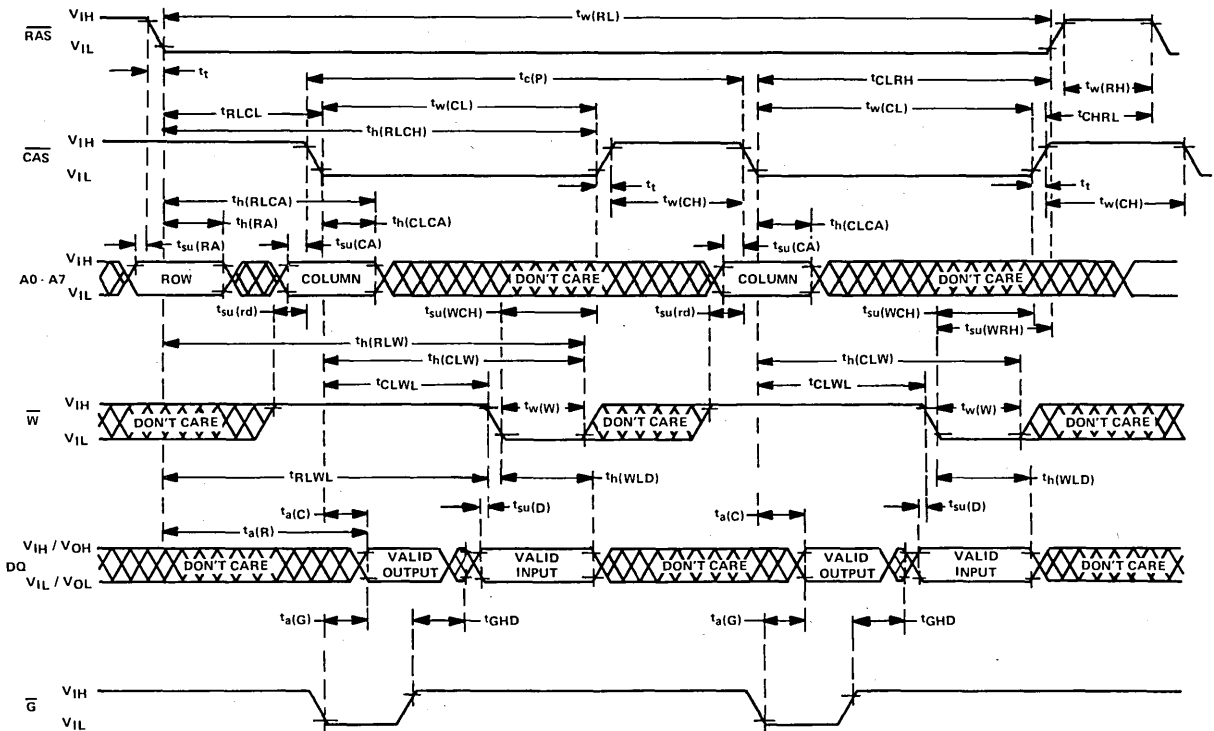 VIH
RAS
VIL
tw(RL)
tt
tc(P)
tCLRH
tw(RH)
tRLCL
tw(CL)
tw(CL)
tCHRL
th(RLCH)
VIH
CAS
VIL
tt
th(RLCA)
tw(CH)
tw(CH)
th(RA)
th(CLCA)
th(CLCA)
tsu(RA)
tsu(CA)
tsu(CA)
VIH
A0 - A7
VIL
ROW
COLUMN
DON'T CARE
COLUMN
DON'T CARE
tsu(rd)
tsu(WCH)
tsu(rd)
tsu(WCH)
tsu(WRH)
th(RLW)
th(CLW)
th(CLW)
tCLWL
tCLWL
VIH
W
VIL
DON'T CARE
tw(W)
DON'T CARE
tw(W)
DON'T CARE
tRLWL
th(WLD)
th(WLD)
ta(C)
tsu(D)
ta(C)
tsu(D)
ta(R)
VIH / VOH
DQ
VIL / VOL
DON'T CARE
VALID
OUTPUT
VALID
INPUT
DON'T CARE
VALID
OUTPUT
VALID
INPUT
DON'T CARE
ta(G)
tGHD
ta(G)
tGHD
VIH
G
VIL